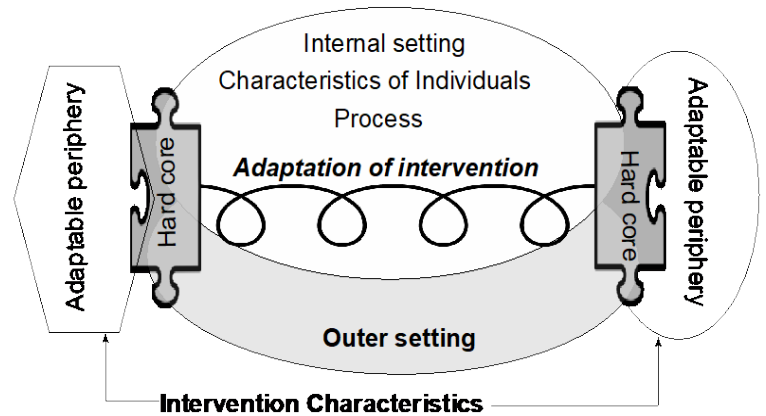 Internal setting
Characteristics of Individuals
Process
Adaptation of intervention
Adaptable periphery
Hard core
Hard core
Adaptable periphery
Outer setting
Intervention Characteristics